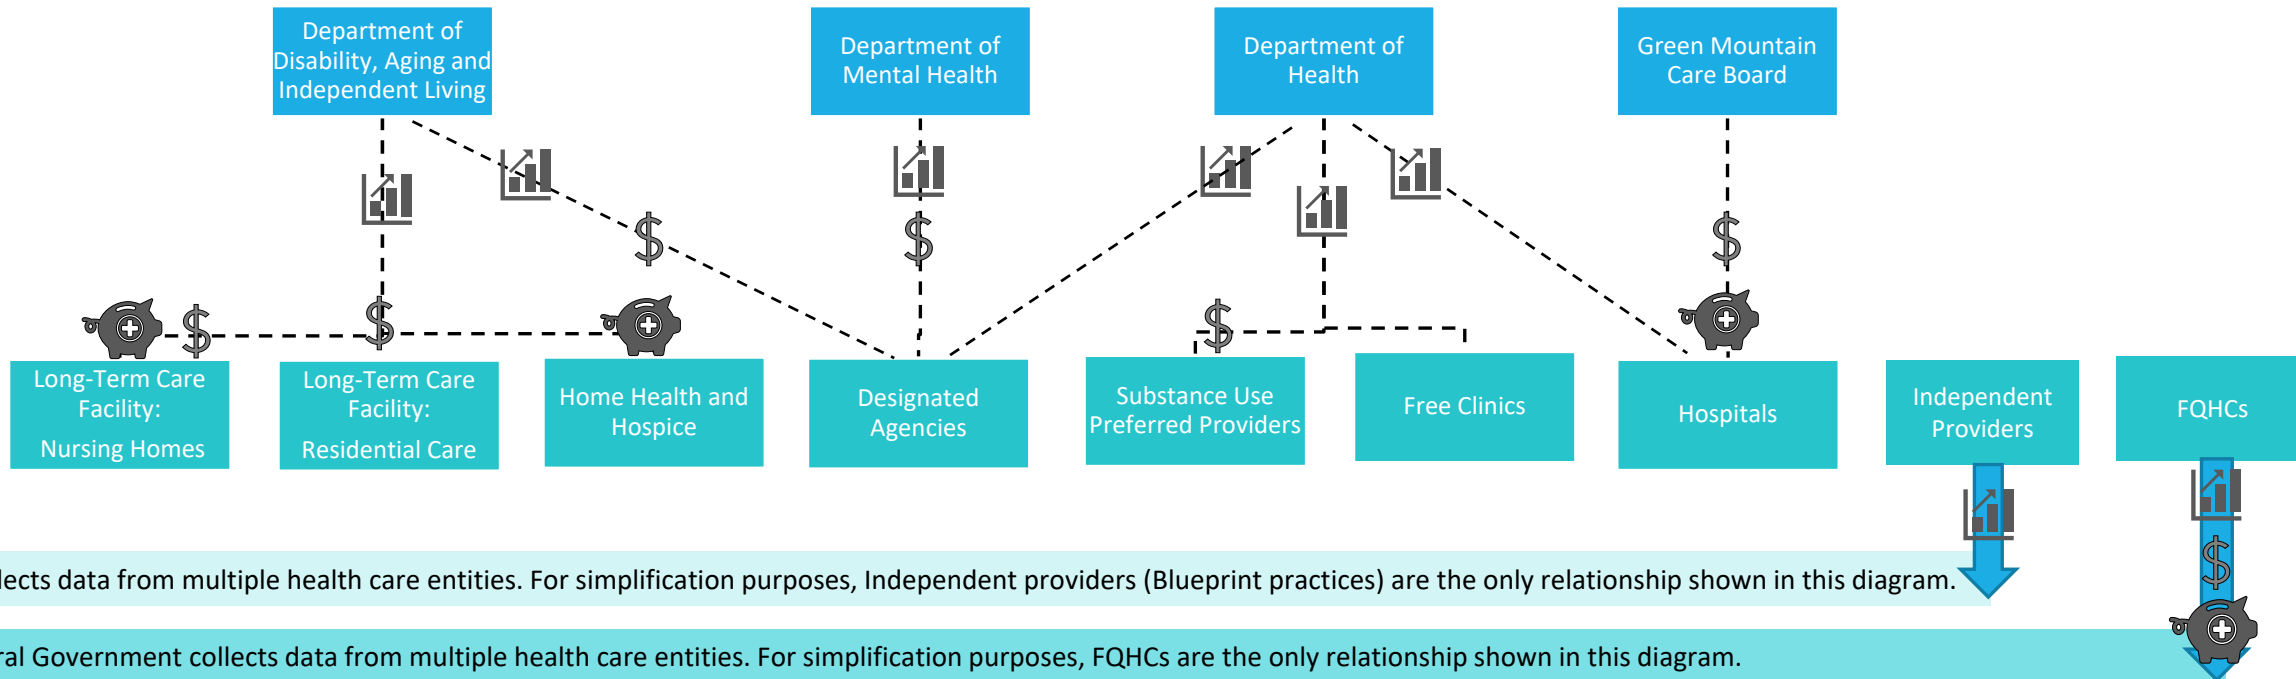 Department of
Disability, Aging and
Independent Living
Department of
Mental Health
Department of
Health
Green Mountain
Care Board
$
$
$
$
$
$
Long-Term Care
Facility:
Nursing Homes
Long-Term Care
Facility:
Residential Care
Home Health and
Hospice
Designated
Agencies
Substance Use
Preferred Providers
Free Clinics
Hospitals
Independent
Providers
FQHCs
$
lects data from multiple health care entities. For simplification purposes, Independent providers (Blueprint practices) are the only relationship shown in this diagram.
ral Government collects data from multiple health care entities. For simplification purposes, FQHCs are the only relationship shown in this diagram.